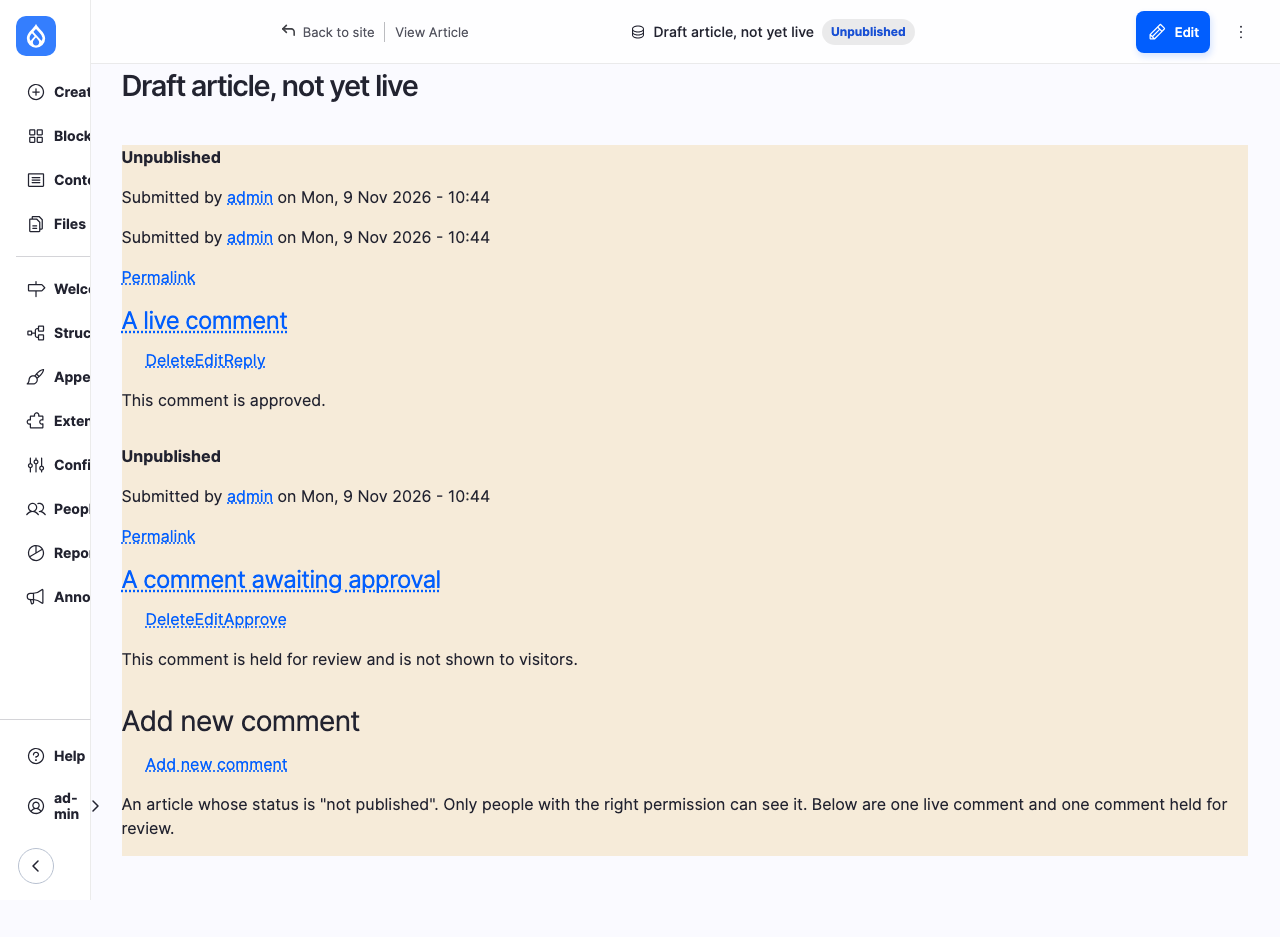 Back to site
View Article
Draft article, not yet live
Unpublished
Edit
Creat
Block
Conte
Files
Welco
Struc
Appe
Exten
Confi
Peopl
Repor
Anno
Help
ad-
min
Draft article, not yet live
Unpublished
Submitted by admin on Mon, 9 Nov 2026 - 10:44
Submitted by admin on Mon, 9 Nov 2026 - 10:44
Permalink
A live comment
DeleteEditReply
This comment is approved.
Unpublished
Submitted by admin on Mon, 9 Nov 2026 - 10:44
Permalink
A comment awaiting approval
DeleteEditApprove
This comment is held for review and is not shown to visitors.
Add new comment
Add new comment
An article whose status is "not published". Only people with the right permission can see it. Below are one live comment and one comment held for
review.